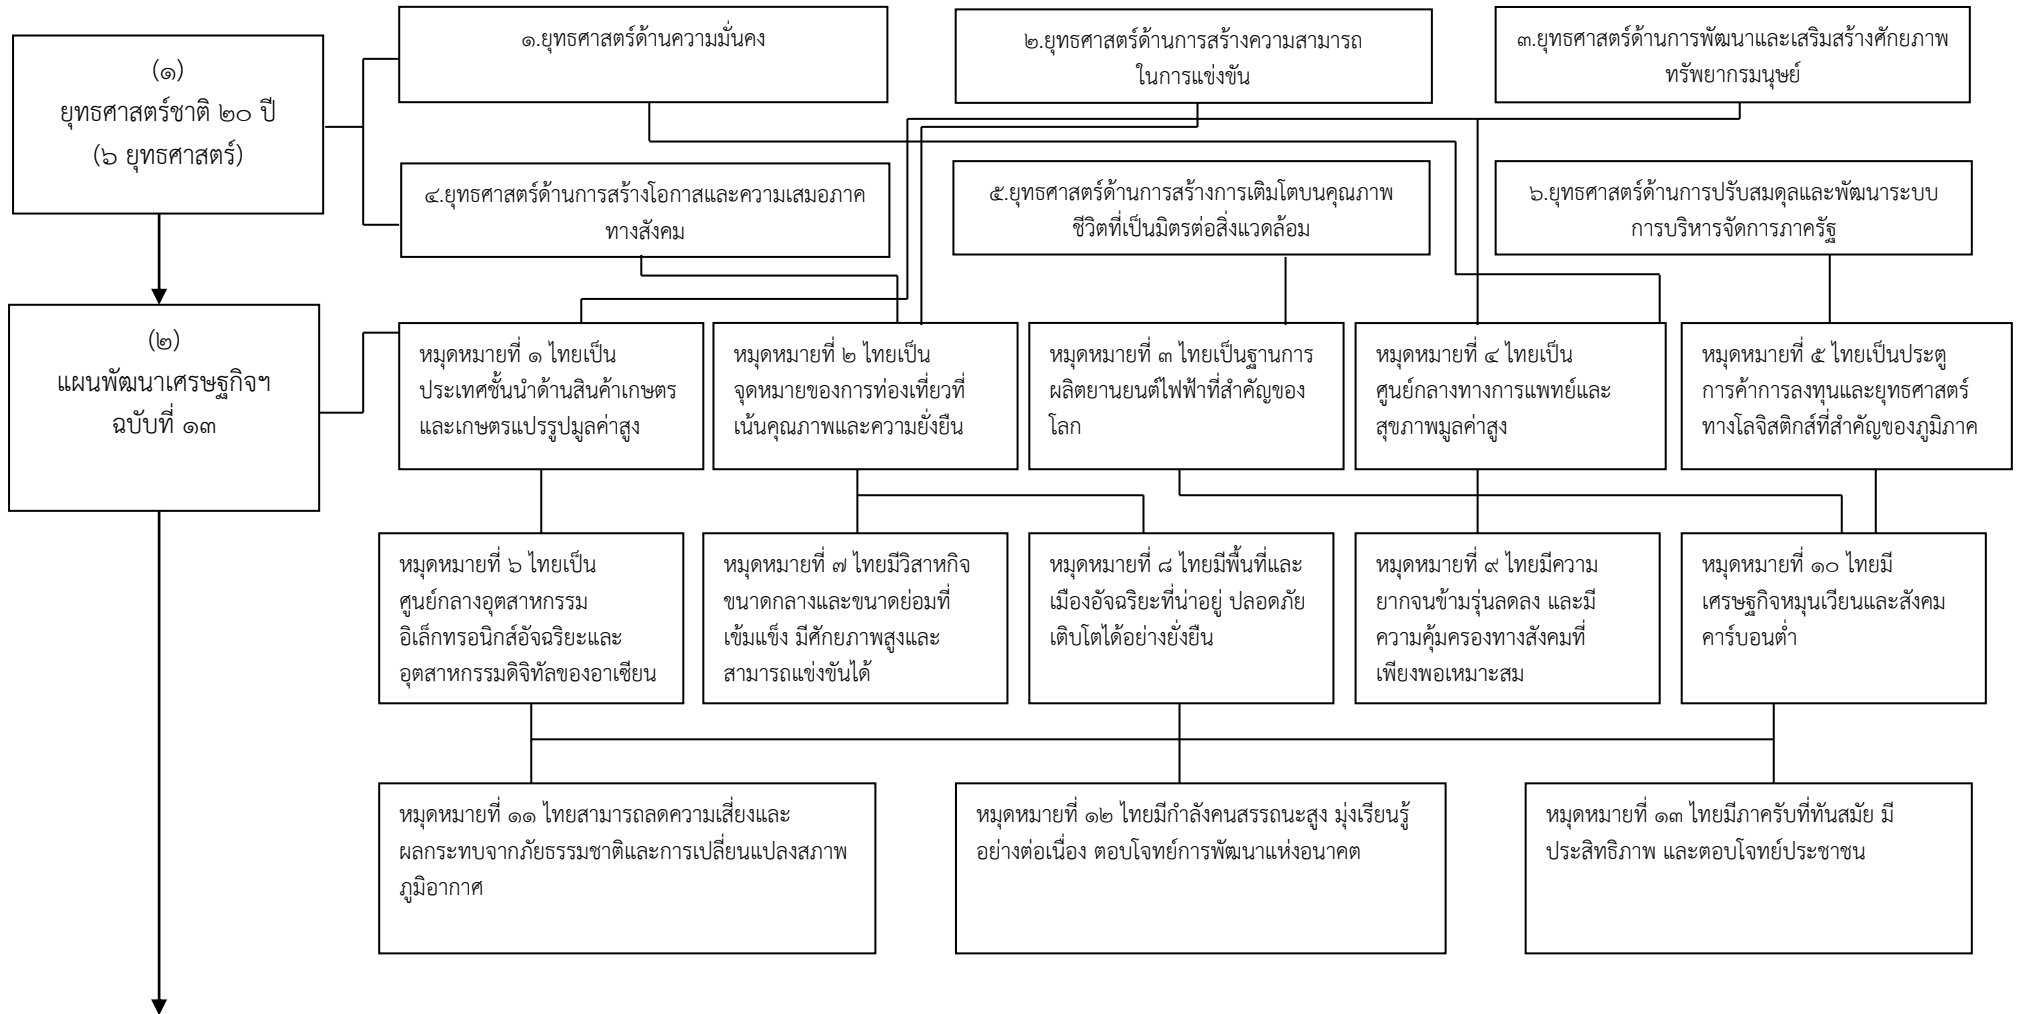 (๑)
ยุทธศาสตร์ชาติ ๒๐ ปี
(๖ ยุทธศาสตร์)
๑.ยุทธศาสตร์ด้านความมั่นคง
๒.ยุทธศาสตร์ด้านการสร้างความสามารถ
ในการแข่งขัน
๓.ยุทธศาสตร์ด้านการพัฒนาและเสริมสร้างศักยภาพ
ทรัพยากรมนุษย์
๔.ยุทธศาสตร์ด้านการสร้างโอกาสและความเสมอภาค
ทางสังคม
๕.ยุทธศาสตร์ด้านการสร้างการเติมโตบนคุณภาพ
ชีวิตที่เป็นมิตรต่อสิ่งแวดล้อม
๖.ยุทธศาสตร์ด้านการปรับสมดุลและพัฒนาระบบ
การบริหารจัดการภาครัฐ
(๒)
แผนพัฒนาเศรษฐกิจฯ
ฉบับที่ ๑๓
หมุดหมายที่ ๑ ไทยเป็น
ประเทศชั้นนำด้านสินค้าเกษตร
และเกษตรแปรรูปมูลค่าสูง
หมุดหมายที่ ๒ ไทยเป็น
จุดหมายของการท่องเที่ยวที่
เน้นคุณภาพและความยั่งยืน
หมุดหมายที่ ๓ ไทยเป็นฐานการ
ผลิตยานยนต์ไฟฟ้าที่สำคัญของ
โลก
หมุดหมายที่ ๔ ไทยเป็น
ศูนย์กลางทางการแพทย์และ
สุขภาพมูลค่าสูง
หมุดหมายที่ ๕ ไทยเป็นประตู
การค้าการลงทุนและยุทธศาสตร์
ทางโลจิสติกส์ที่สำคัญของภูมิภาค
หมุดหมายที่ ๖ ไทยเป็น
ศูนย์กลางอุตสาหกรรม
อิเล็กทรอนิกส์อัจฉริยะและ
อุตสาหกรรมดิจิทัลของอาเซียน
หมุดหมายที่ ๗ ไทยมีวิสาหกิจ
ขนาดกลางและขนาดย่อมที่
เข้มแข็ง มีศักยภาพสูงและ
สามารถแข่งขันได้
หมุดหมายที่ ๘ ไทยมีพื้นที่และ
เมืองอัจฉริยะที่น่าอยู่ ปลอดภัย
เติบโตได้อย่างยั่งยืน
หมุดหมายที่ ๙ ไทยมีความ
ยากจนข้ามรุ่นลดลง และมี
ความคุ้มครองทางสังคมที่
เพียงพอเหมาะสม
หมุดหมายที่ ๑๐ ไทยมี
เศรษฐกิจหมุนเวียนและสังคม
คาร์บอนต่ำ
หมุดหมายที่ ๑๑ ไทยสามารถลดความเสี่ยงและ
ผลกระทบจากภัยธรรมชาติและการเปลี่ยนแปลงสภาพ
ภูมิอากาศ
หมุดหมายที่ ๑๒ ไทยมีกำลังคนสรรถนะสูง มุ่งเรียนรู้
อย่างต่อเนื่อง ตอบโจทย์การพัฒนาแห่งอนาคต
หมุดหมายที่ ๑๓ ไทยมีภาครับที่ทันสมัย มี
ประสิทธิภาพ และตอบโจทย์ประชาชน